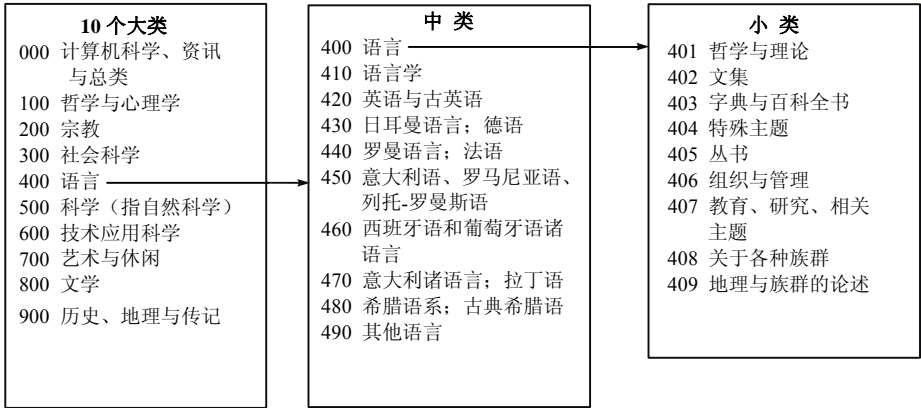 10 个大类
000 计算机科学、资讯
与总类
100 哲学与心理学
200 宗教
300 社会科学
400 语言
500 科学（指自然科学）
600 技术应用科学
700 艺术与休闲
800 文学
900 历史、地理与传记
中 类
400 语言
410 语言学
420 英语与古英语
430 日耳曼语言；德语
440 罗曼语言；法语
450 意大利语、罗马尼亚语、
列托-罗曼斯语
460 西班牙语和葡萄牙语诸
语言
470 意大利诸语言；拉丁语
480 希腊语系；古典希腊语
490 其他语言
小 类
401 哲学与理论
402 文集
403 字典与百科全书
404 特殊主题
405 丛书
406 组织与管理
407 教育、研究、相关
主题
408 关于各种族群
409 地理与族群的论述